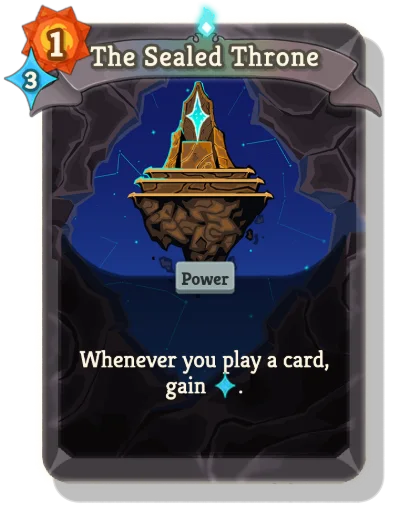 1
The Sealed Throne
3
Power
Whenever you play a card,
gain .